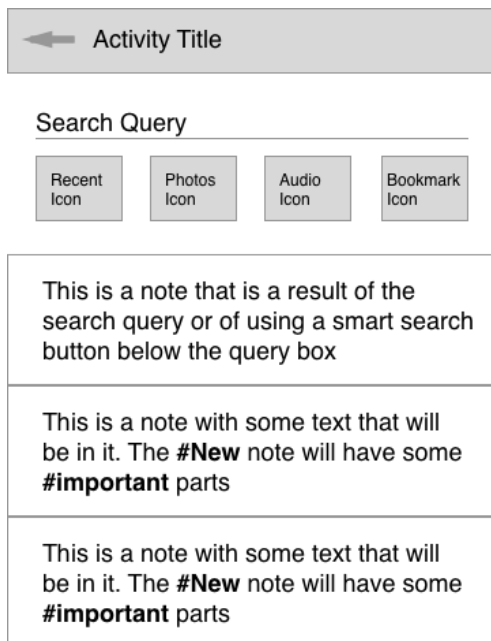 Activity Title
Search Query
Recent
Icon
Photos
Icon
Audio
Icon
Bookmark
Icon
This is a note that is a result of the
search query or of using a smart search
button below the query box
This is a note with some text that will
be in it. The #New note will have some
#important parts
This is a note with some text that will
be in it. The #New note will have some
#important parts